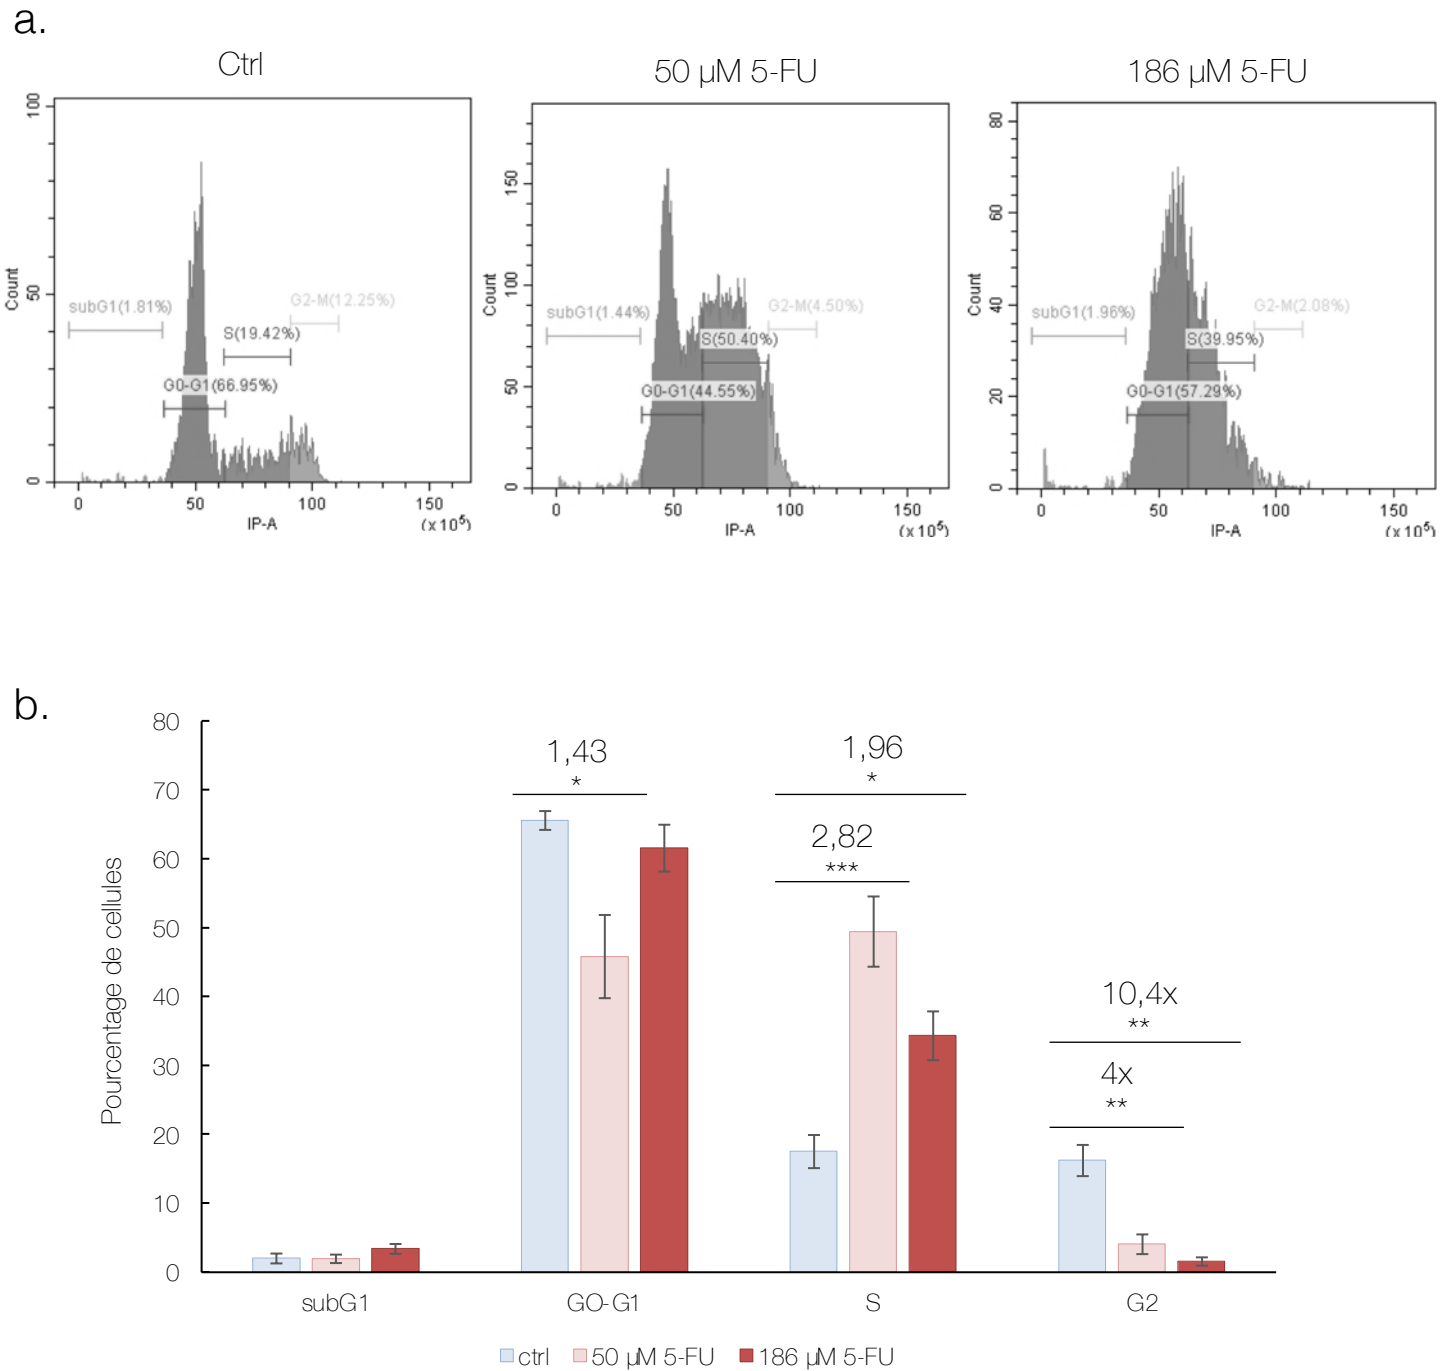 a.
Ctrl
50 µM 5-FU
186 µM 5-FU
100
50
0
Count
subG1(1.81%)
G2-M(12.25%)
S(19.42%)
G0-G1(66.95%)
0
50
100
150
IP-A
(x 10⁵)
150
100
50
0
Count
subG1(1.44%)
G2-M(4.50%)
S(50.40%)
G0-G1(44.55%)
0
50
100
150
IP-A
(x 10⁵)
80
60
40
20
0
Count
subG1(1.96%)
G2-M(2.08%)
S(39.95%)
G0-G1(57.29%)
0
50
100
150
IP-A
(x 10⁵)
b.
Pourcentage de cellules
80
70
60
50
40
30
20
10
0
1,43
*
1,96
*
2,82
***
10,4x
**
4x
**
subG1
GO-G1
S
G2
ctrl
50 µM 5-FU
186 µM 5-FU